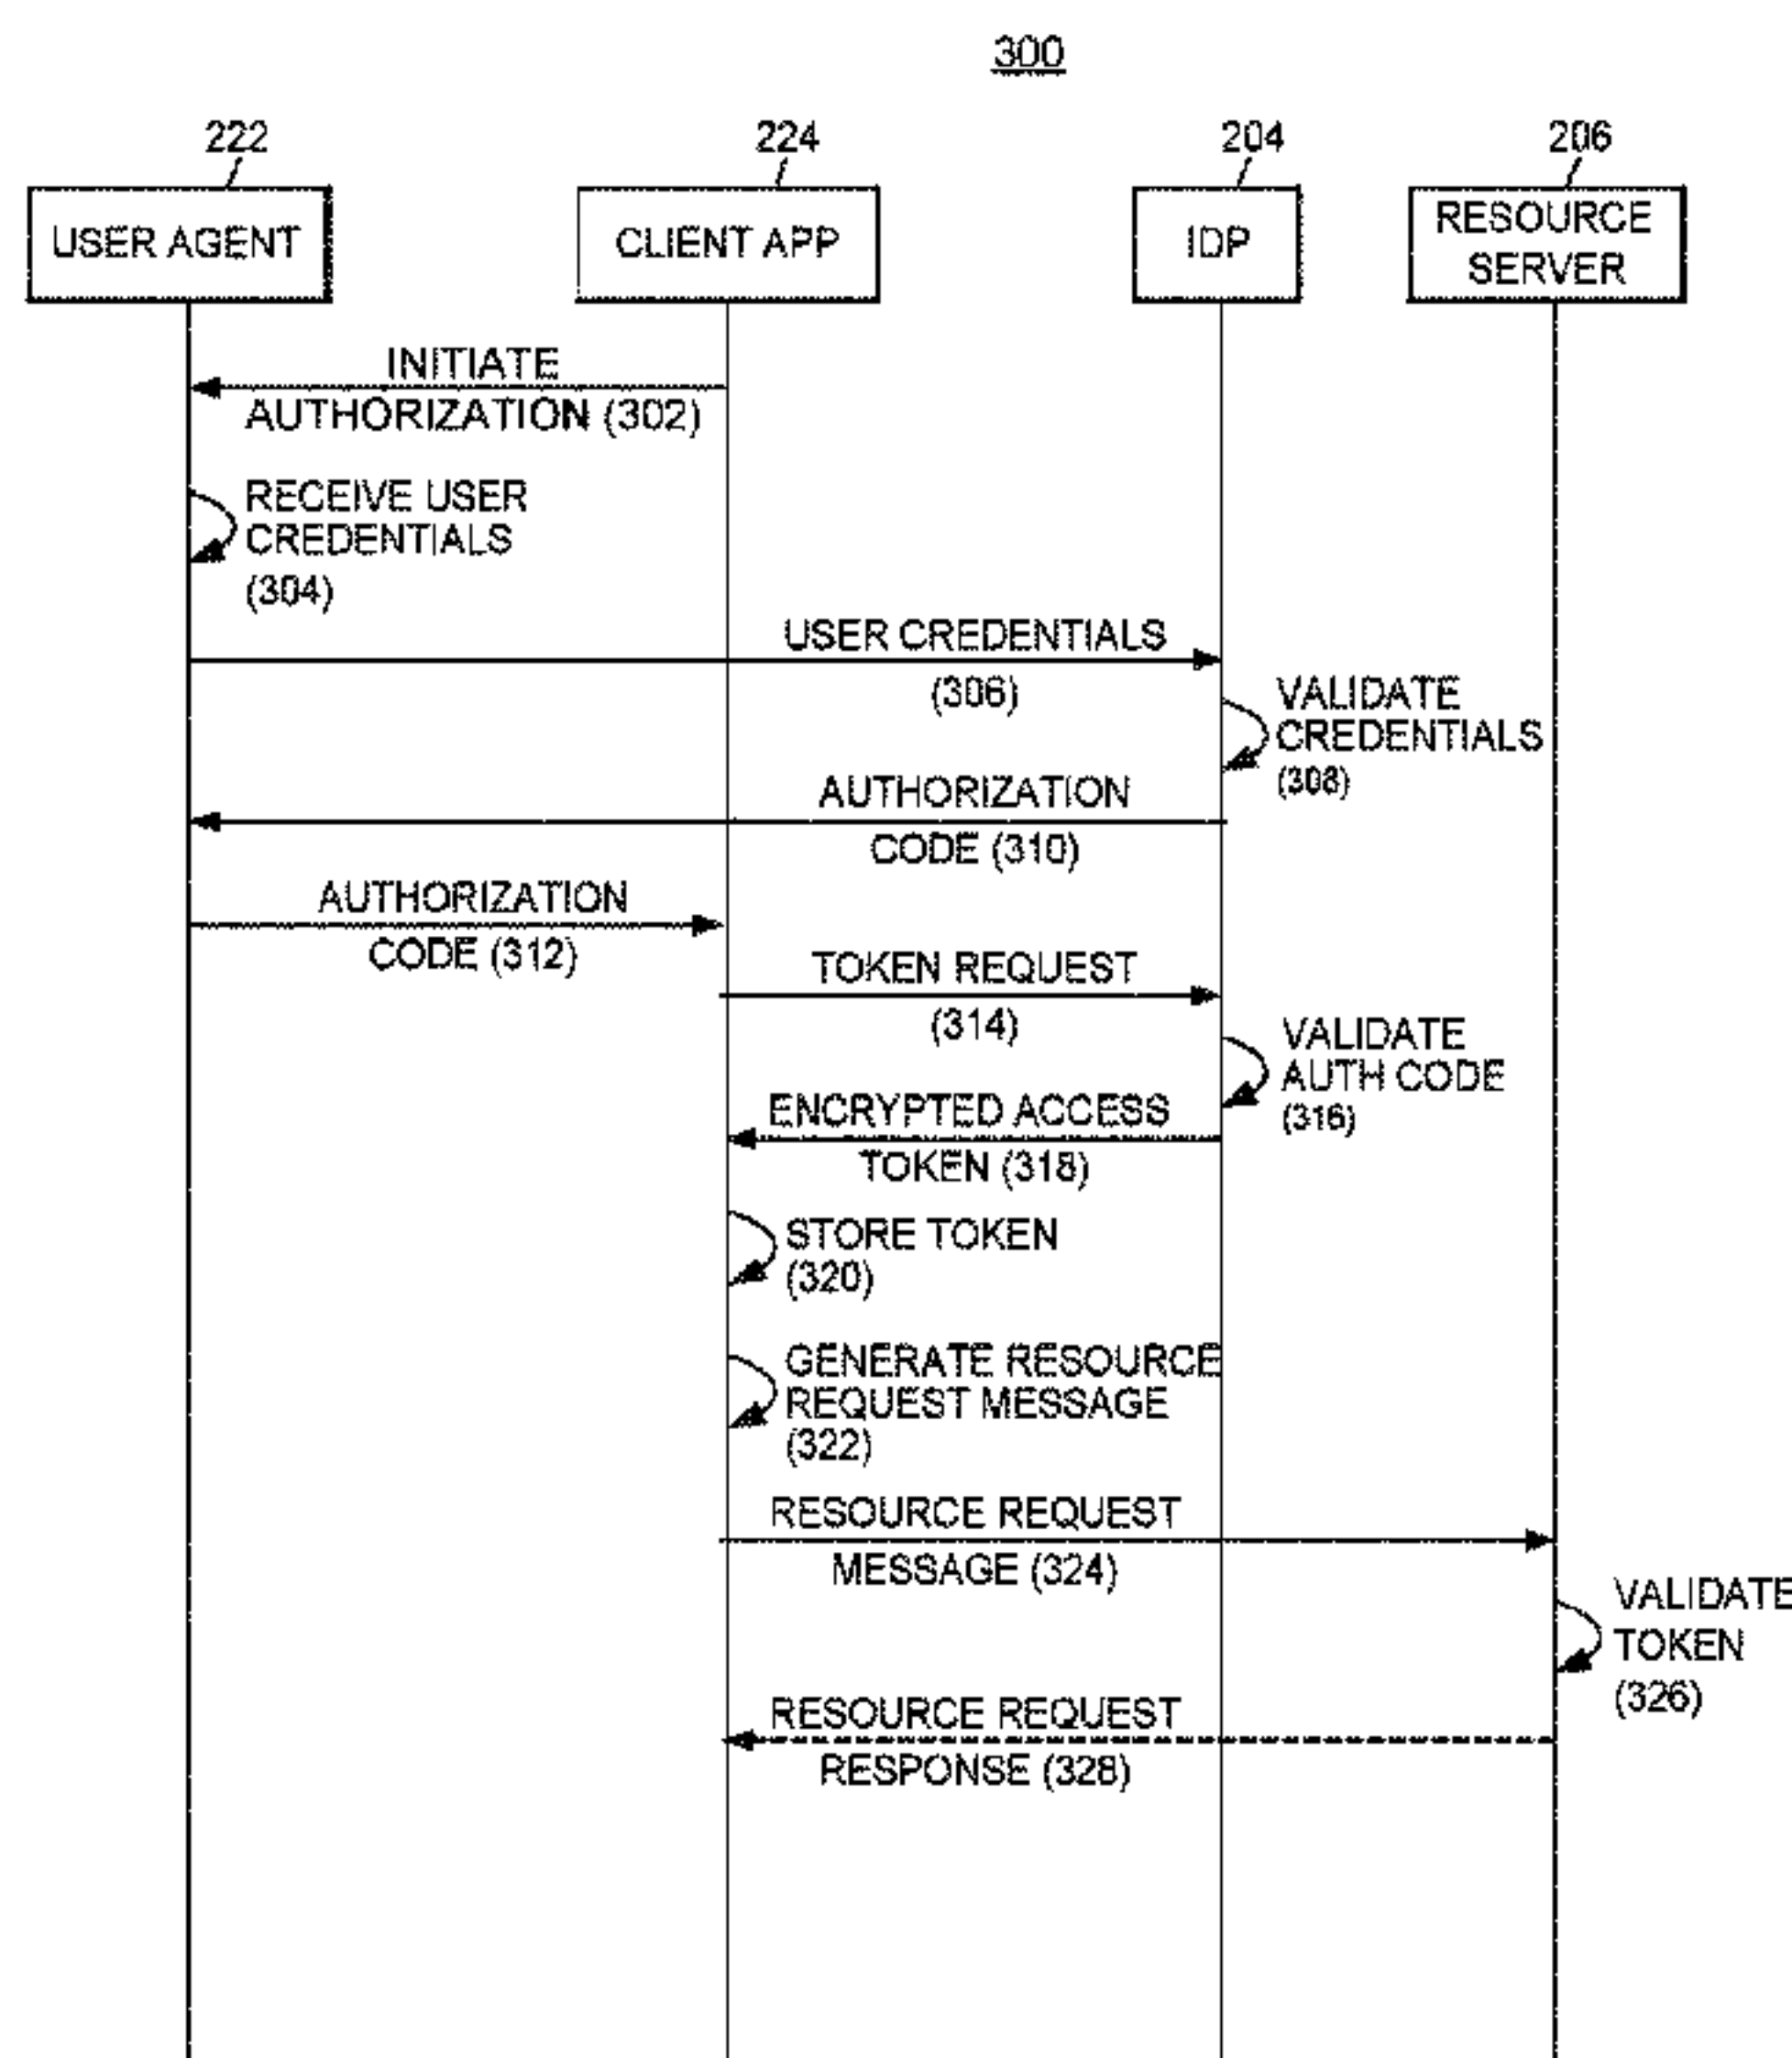 300
222
224
204
206
USER AGENT
CLIENT APP
IDP
RESOURCE
SERVER
INITIATE
AUTHORIZATION (302)
RECEIVE USER
CREDENTIALS
(304)
USER CREDENTIALS
(306)
VALIDATE
CREDENTIALS
(308)
AUTHORIZATION
CODE (310)
AUTHORIZATION
CODE (312)
TOKEN REQUEST
(314)
VALIDATE
AUTH CODE
(316)
ENCRYPTED ACCESS
TOKEN (318)
STORE TOKEN
(320)
GENERATE RESOURCE
REQUEST MESSAGE
(322)
RESOURCE REQUEST
MESSAGE (324)
VALIDATE
TOKEN
(326)
RESOURCE REQUEST
RESPONSE (328)